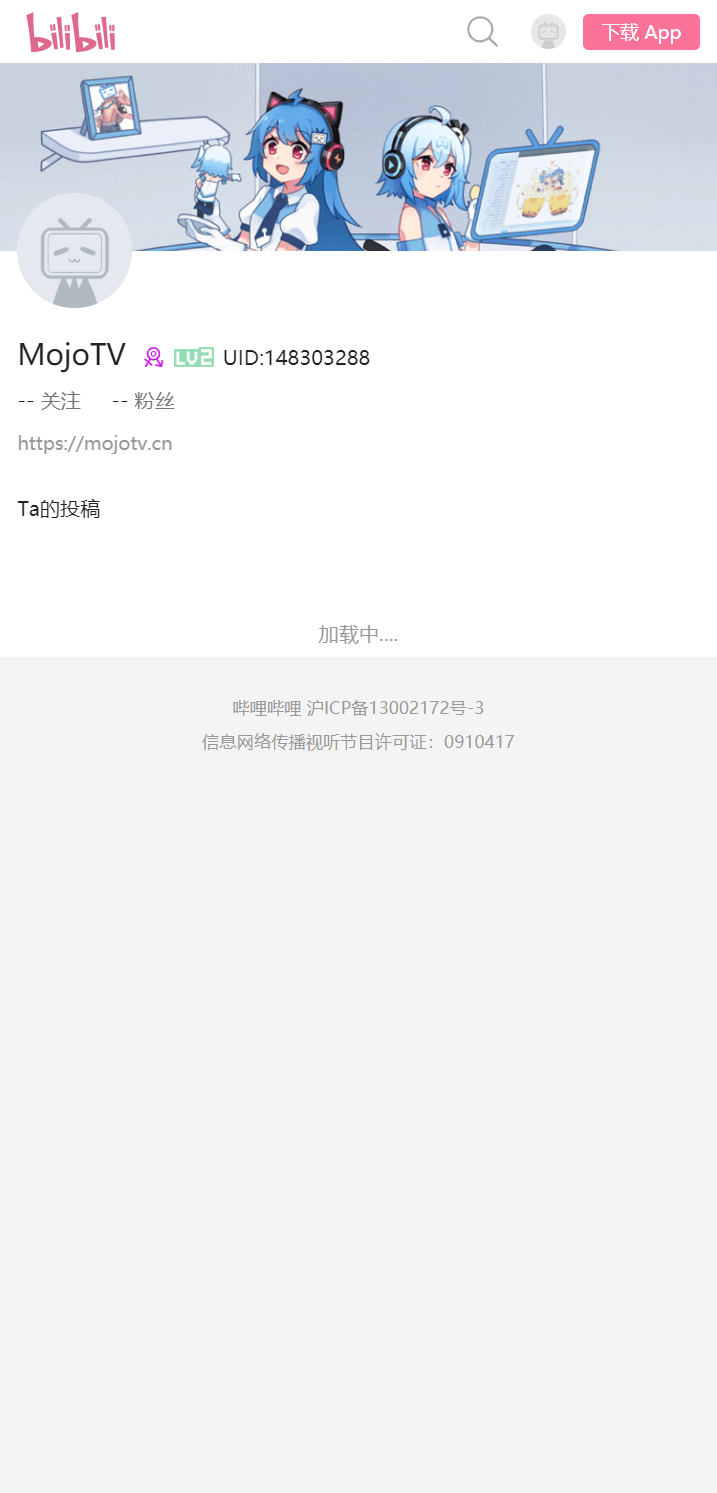 bilibili
下载 App
MojoTV LV2 UID:148303288
-- 关注 -- 粉丝
https://mojotv.cn
Ta的投稿
加载中....
哔哩哔哩 沪ICP备13002172号-3
信息网络传播视听节目许可证：0910417